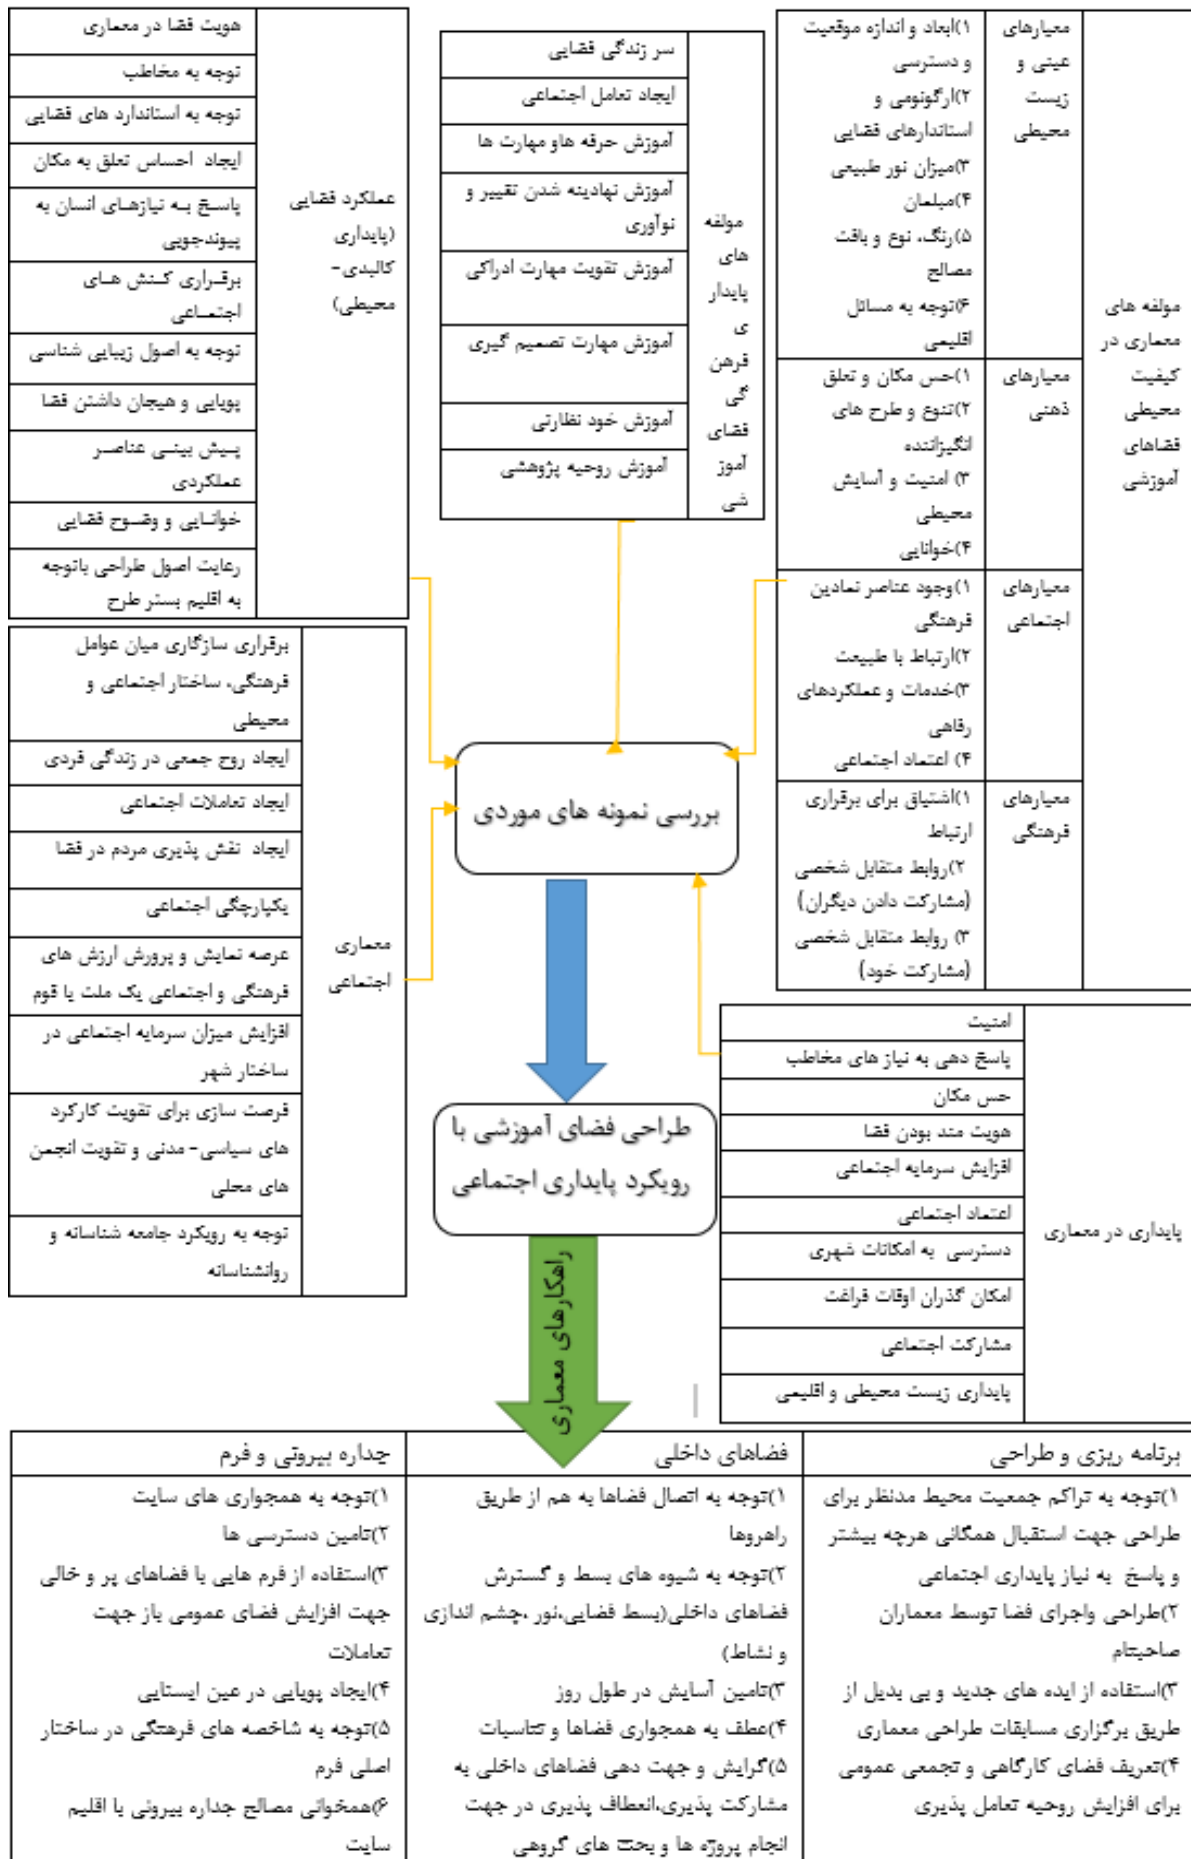 معیارهای
عینی و
زیست
محیطی
۱)ابعاد و اندازه موقعیت
و دسترسی
۲)ارگونومی و
استاندارهای فضایی
۳)میزان نور طبیعی
۴)مبلمان
۵)رنگ، نوع و بافت
مصالح
۶)توجه به مسائل
اقلیمی
مولفه های
معماری در
کیفیت
محیطی
فضاهای
آموزشی
معیارهای
ذهنی
۱)حس مکان و تعلق
۲)تنوع و طرح های
انگیزاننده
۳) امنیت و آسایش
محیطی
۴)خوانایی
معیارهای
اجتماعی
۱)وجود عناصر نمادین
فرهنگی
۲)ارتباط با طبیعت
۳)خدمات و عملکردهای
رفاهی
۴) اعتماد اجتماعی
معیارهای
فرهنگی
۱)اشتیاق برای برقراری
ارتباط
۲)روابط متقابل شخصی
(مشارکت دادن دیگران)
۳) روابط متقابل شخصی
(مشارکت خود)
مولفه
های
پایدار
ی
فرهن
گی
فضای
آموز
شی
سر زندگی فضایی
ایجاد تعامل اجتماعی
آموزش حرفه هاو مهارت ها
آموزش نهادینه شدن تغییر و
نوآوری
آموزش تقویت مهارت ادراکی
آموزش مهارت تصمیم گیری
آموزش خود نظارتی
آموزش روحیه پژوهشی
عملکرد فضایی
(پایداری
کالبدی-
محیطی)
هویت فضا در معماری
توجه به مخاطب
توجه به استاندارد های فضایی
ایجاد احساس تعلق به مکان
پاسخ به نیازهای انسان به
پیوندجویی
برقراری کنش های
اجتماعی
توجه به اصول زیبایی شناسی
پویایی و هیجان داشتن فضا
پیش بینی عناصر
عملکردی
خوانایی و وضوح فضایی
رعایت اصول طراحی باتوجه
به اقلیم بستر طرح
معماری
اجتماعی
برقراری سازگاری میان عوامل
فرهنگی، ساختار اجتماعی و
محیطی
ایجاد روح جمعی در زندگی فردی
ایجاد تعاملات اجتماعی
ایجاد نقش پذیری مردم در فضا
یکپارچگی اجتماعی
عرصه نمایش و پرورش ارزش های
فرهنگی و اجتماعی یک ملت یا قوم
افزایش میزان سرمایه اجتماعی در
ساختار شهر
فرصت سازی برای تقویت کارکرد
های سیاسی- مدنی و تقویت انجمن
های محلی
توجه به رویکرد جامعه شناسانه و
روانشناسانه
بررسی نمونه های موردی
طراحی فضای آموزشی با
رویکرد پایداری اجتماعی
راهکارهای معماری
پایداری در معماری
امنیت
پاسخ دهی به نیاز های مخاطب
حس مکان
هویت مند بودن فضا
افزایش سرمایه اجتماعی
اعتماد اجتماعی
دسترسی به امکانات شهری
امکان گذران اوقات فراغت
مشارکت اجتماعی
پایداری زیست محیطی و اقلیمی
برنامه ریزی و طراحی
۱)توجه به تراکم جمعیت محیط مدنظر برای
طراحی جهت استقبال همگانی هرچه بیشتر
و پاسخ به نیاز پایداری اجتماعی
۲)طراحی واجرای فضا توسط معماران
صاحبنام
۳)استفاده از ایده های جدید و بی بدیل از
طریق برگزاری مسابقات طراحی معماری
۴)تعریف فضای کارگاهی و تجمعی عمومی
برای افزایش روحیه تعامل پذیری
فضاهای داخلی
۱)توجه به اتصال فضاها به هم از طریق
راهروها
۲)توجه به شیوه های بسط و گسترش
فضاهای داخلی(بسط فضایی،نور ،چشم اندازی
و نشاط)
۳)تامین آسایش در طول روز
۴)عطف به همجواری فضاها و تناسبات
۵)گرایش و جهت دهی فضاهای داخلی به
مشارکت پذیری،انعطاف پذیری در جهت
انجام پروژه ها و بحث های گروهی
جداره بیرونی و فرم
۱)توجه به همجواری های سایت
۲)تامین دسترسی ها
۳)استفاده از فرم هایی با فضاهای پر و خالی
جهت افزایش فضای عمومی باز جهت
تعاملات
۴)ایجاد پویایی در عین ایستایی
۵)توجه به شاخصه های فرهنگی در ساختار
اصلی فرم
۶)همخوانی مصالح جداره بیرونی با اقلیم
سایت